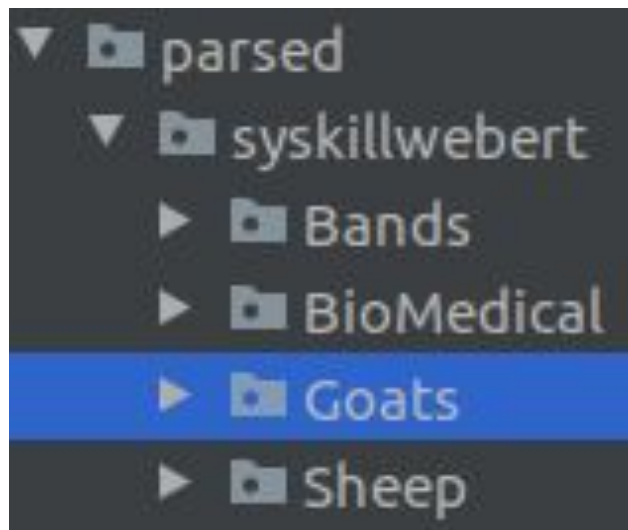 parsed
syskillwebert
Bands
BioMedical
Goats
Sheep